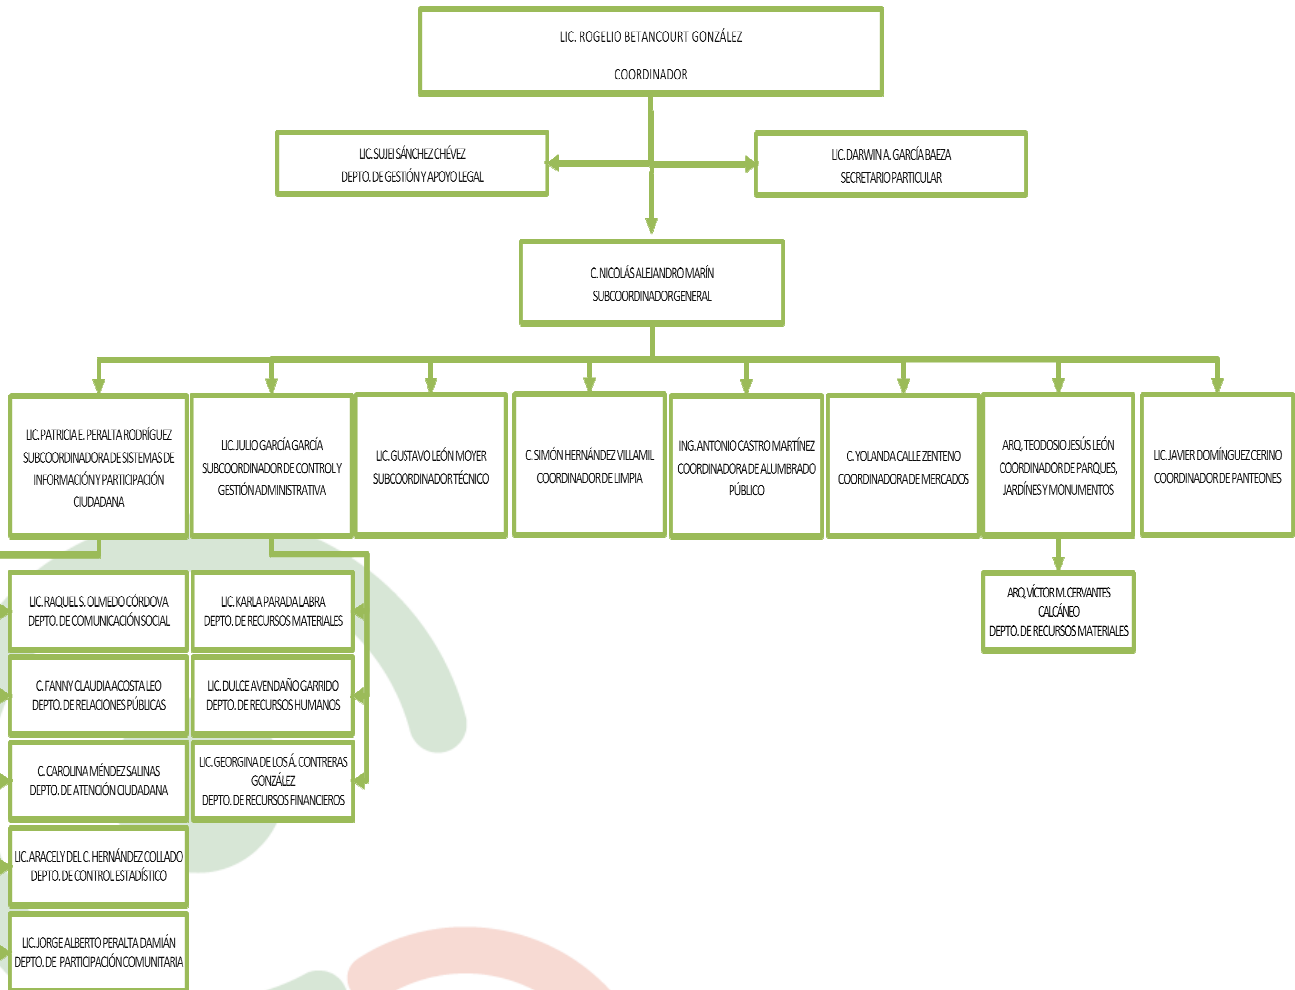 LIC. ROGELIO BETANCOURT GONZÁLEZ
COORDINADOR
LIC. SUJEI SÁNCHEZ CHÉVEZ
DEPTO. DE GESTIÓN Y APOYO LEGAL
LIC. DARWIN A. GARCÍA BAEZA
SECRETARIO PARTICULAR
C. NICOLÁS ALEJANDRO MARÍN
SUBCOORDINADOR GENERAL
LIC. PATRICIA E. PERALTA RODRÍGUEZ
SUBCOORDINADORA DE SISTEMAS DE
INFORMACIÓN Y PARTICIPACIÓN
CIUDADANA
LIC. JULIO GARCÍA GARCÍA
SUBCOORDINADOR DE CONTROL Y
GESTIÓN ADMINISTRATIVA
LIC. GUSTAVO LEÓN MOYER
SUBCOORDINADOR TÉCNICO
C. SIMÓN HERNÁNDEZ VILLAMIL
COORDINADOR DE LIMPIA
ING. ANTONIO CASTRO MARTÍNEZ
COORDINADORA DE ALUMBRADO
PÚBLICO
C. YOLANDA CALLE ZENTENO
COORDINADORA DE MERCADOS
ARQ. TEODOSIO JESÚS LEÓN
COORDINADOR DE PARQUES,
JARDÍNES Y MONUMENTOS
LIC. JAVIER DOMÍNGUEZ CERINO
COORDINADOR DE PANTEONES
LIC. RAQUEL S. OLMEDO CÓRDOVA
DEPTO. DE COMUNICACIÓN SOCIAL
LIC. KARLA PARADA LABRA
DEPTO. DE RECURSOS MATERIALES
ARQ. VÍCTOR M. CERVANTES
CALCÁNEO
DEPTO. DE RECURSOS MATERIALES
C. FANNY CLAUDIA ACOSTA LEO
DEPTO. DE RELACIONES PÚBLICAS
LIC. DULCE AVENDAÑO GARRIDO
DEPTO. DE RECURSOS HUMANOS
C. CAROLINA MÉNDEZ SALINAS
DEPTO. DE ATENCIÓN CIUDADANA
LIC. GEORGINA DE LOS Á. CONTRERAS
GONZÁLEZ
DEPTO. DE RECURSOS FINANCIEROS
LIC. ARACELY DEL C. HERNÁNDEZ COLLADO
DEPTO. DE CONTROL ESTADÍSTICO
LIC. JORGE ALBERTO PERALTA DAMIÁN
DEPTO. DE PARTICIPACIÓN COMUNITARIA